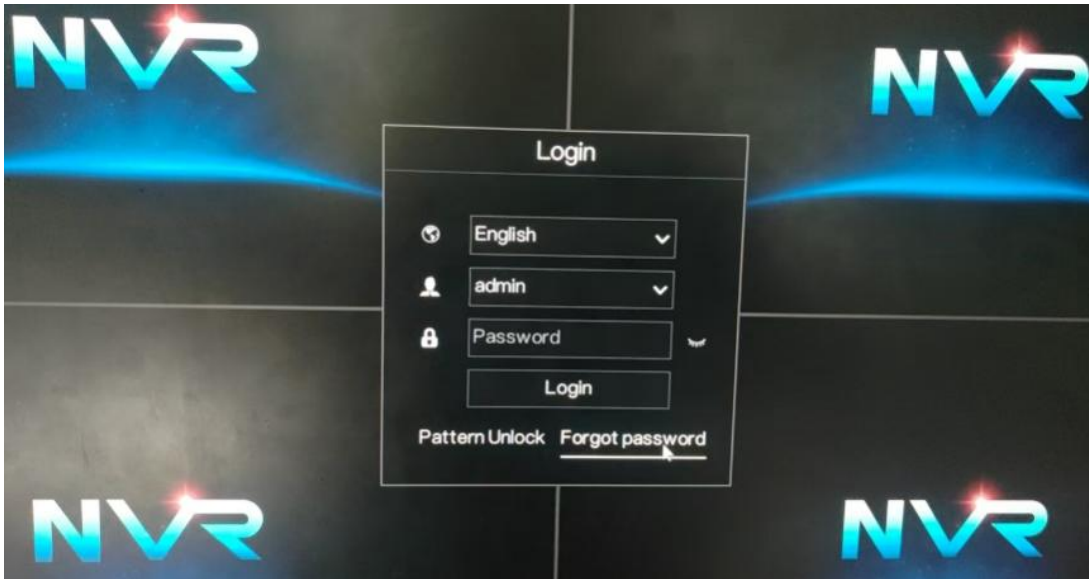 NVR
NVR
Login
English
admin
Password
Login
Pattern Unlock Forgot password
NVR
NVR